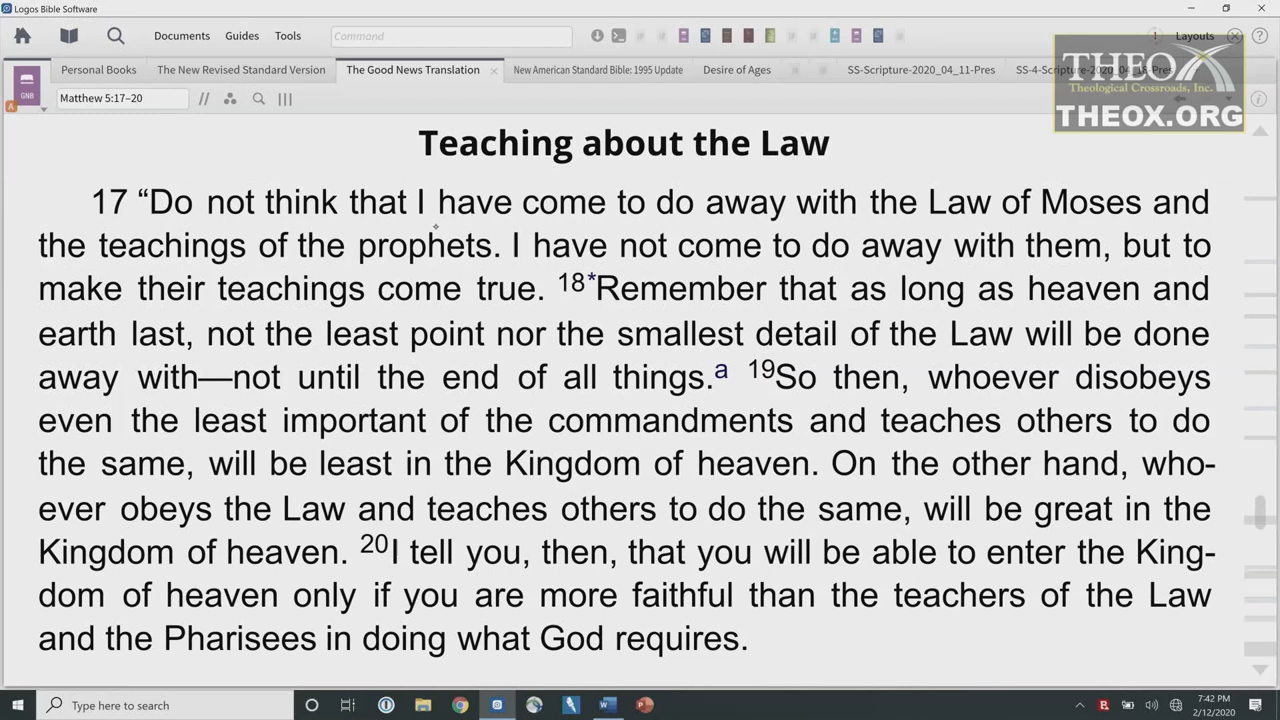 Logos Bible Software
Documents Guides Tools Command Layouts
Personal Books The New Revised Standard Version The Good News Translation New American Standard Bible: 1995 Update Desire of Ages SS-Scripture-2020_04_11-Pres SS-4-Scripture-2020_04_18-Pres
GNB
A
Matthew 5:17–20
THEOX
Theological Crossroads, Inc.
THEOX.ORG
Teaching about the Law
17 “Do not think that I have come to do away with the Law of Moses and
the teachings of the prophets. I have not come to do away with them, but to
make their teachings come true. 18*Remember that as long as heaven and
earth last, not the least point nor the smallest detail of the Law will be done
away with—not until the end of all things.a 19So then, whoever disobeys
even the least important of the commandments and teaches others to do
the same, will be least in the Kingdom of heaven. On the other hand, who-
ever obeys the Law and teaches others to do the same, will be great in the
Kingdom of heaven. 20I tell you, then, that you will be able to enter the King-
dom of heaven only if you are more faithful than the teachers of the Law
and the Pharisees in doing what God requires.
Type here to search
7:42 PM
2/12/2020